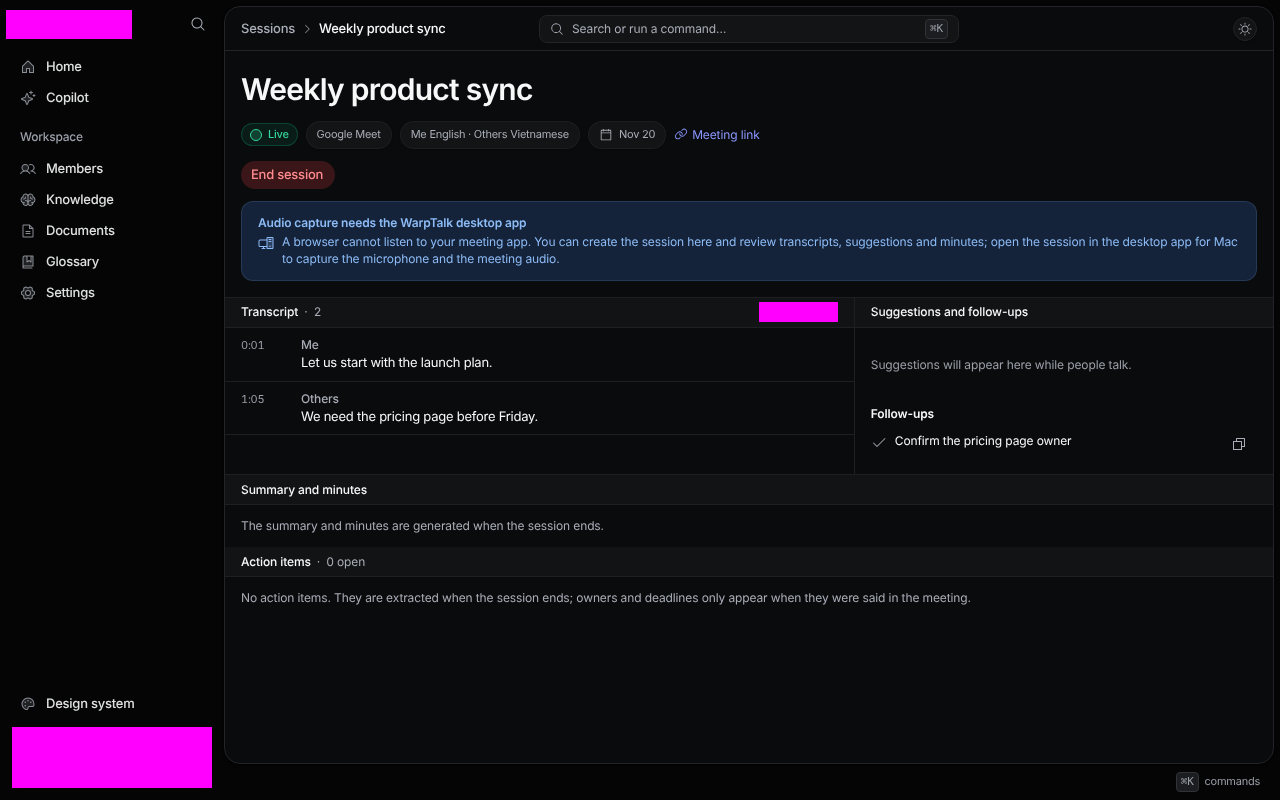 Home
Copilot
Workspace
Members
Knowledge
Documents
Glossary
Settings
Design system
Sessions > Weekly product sync
Search or run a command...
⌘K
Weekly product sync
Live
Google Meet
Me English · Others Vietnamese
Nov 20
Meeting link
End session
Audio capture needs the WarpTalk desktop app
A browser cannot listen to your meeting app. You can create the session here and review transcripts, suggestions and minutes; open the session in the desktop app for Mac
to capture the microphone and the meeting audio.
Transcript · 2
0:01
Me
Let us start with the launch plan.
1:05
Others
We need the pricing page before Friday.
Suggestions and follow-ups
Suggestions will appear here while people talk.
Follow-ups
Confirm the pricing page owner
Summary and minutes
The summary and minutes are generated when the session ends.
Action items · 0 open
No action items. They are extracted when the session ends; owners and deadlines only appear when they were said in the meeting.
⌘K commands